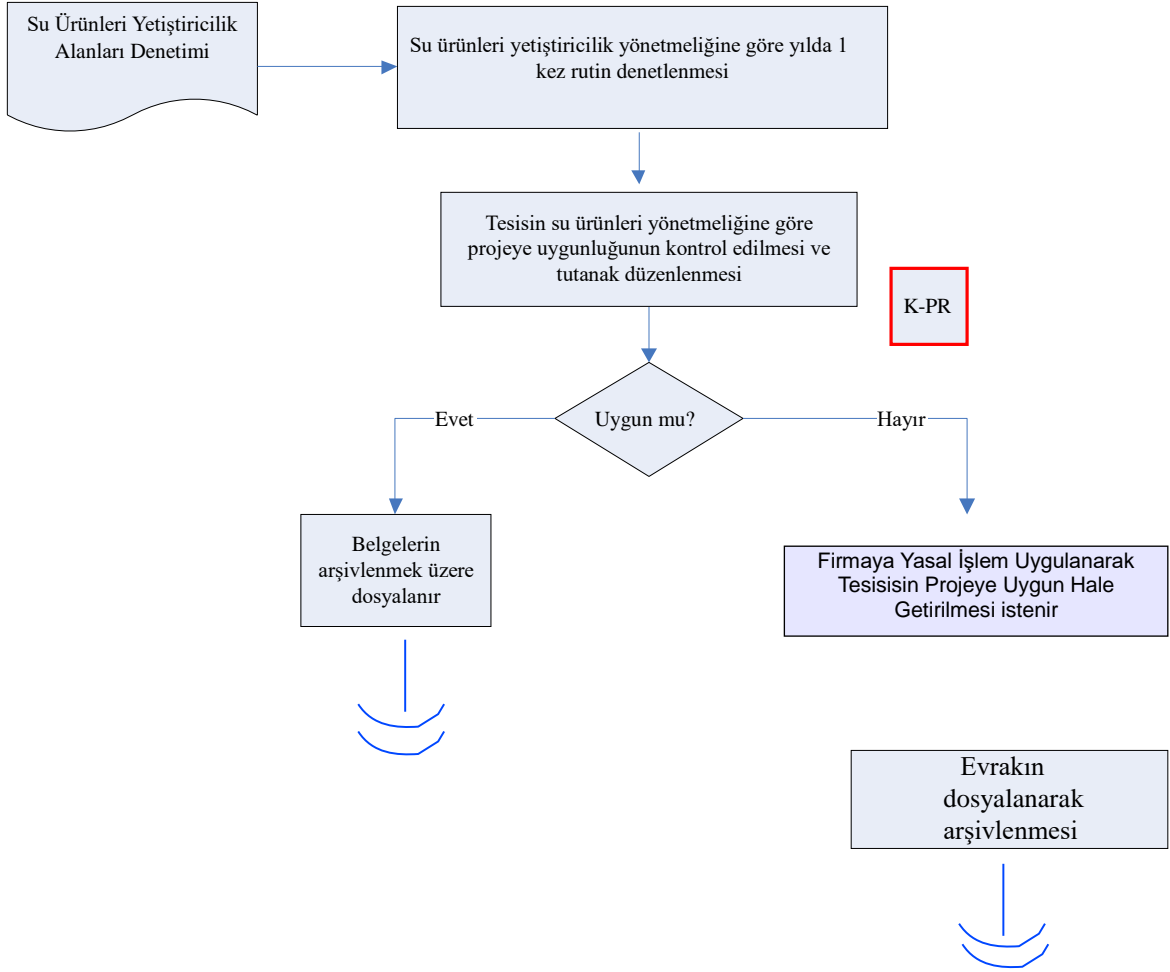 Su Ürünleri Yetiştiricilik
Alanları Denetimi
Su ürünleri yetiştiricilik yönetmeliğine göre yılda 1
kez rutin denetlenmesi
Tesisin su ürünleri yönetmeliğine göre
projeye uygunluğunun kontrol edilmesi ve
tutanak düzenlenmesi
K-PR
Uygun mu?
Evet
Hayır
Belgelerin
arşivlenmek üzere
dosyalanır
Firmaya Yasal İşlem Uygulanarak
Tesisisin Projeye Uygun Hale
Getirilmesi istenir
Evrakın
dosyalanarak
arşivlenmesi